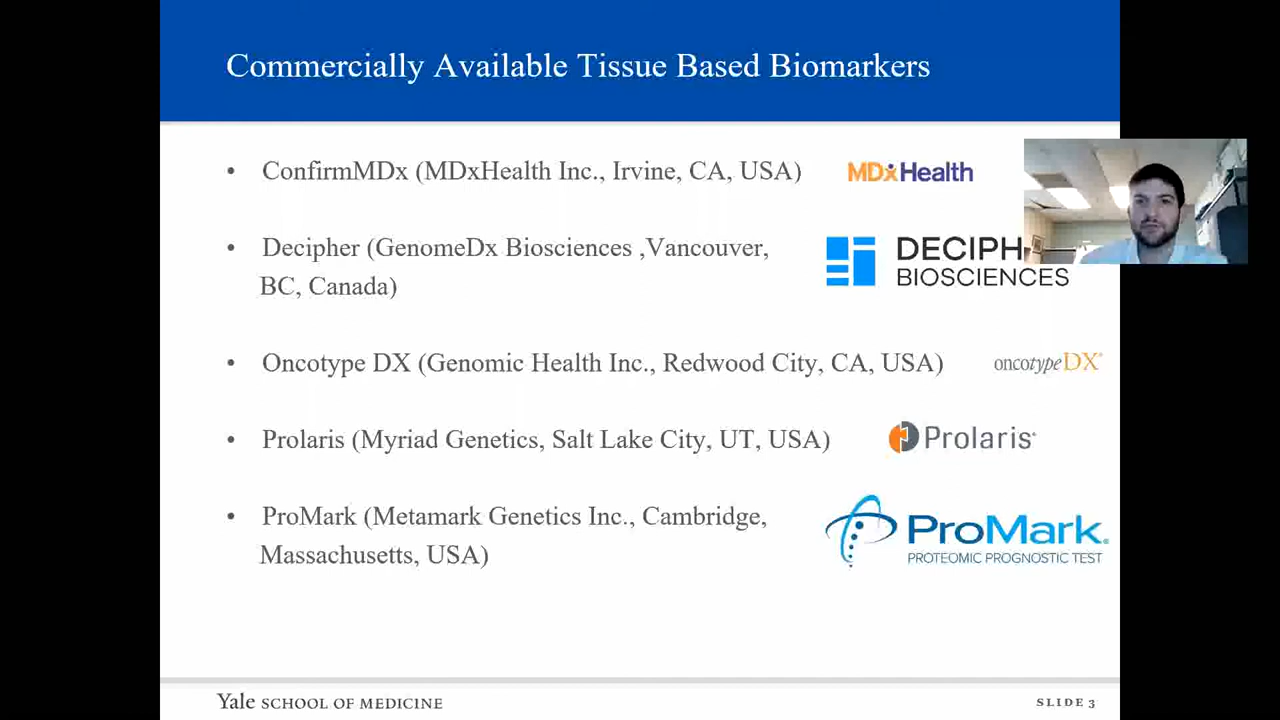 Commercially Available Tissue Based Biomarkers
• ConfirmMDx (MDxHealth Inc., Irvine, CA, USA)
MDxHealth
• Decipher (GenomeDx Biosciences ,Vancouver,
BC, Canada)
DECIPH
BIOSCIENCES
• Oncotype DX (Genomic Health Inc., Redwood City, CA, USA)
oncotypeDX®
• Prolaris (Myriad Genetics, Salt Lake City, UT, USA)
Prolaris®
• ProMark (Metamark Genetics Inc., Cambridge,
Massachusetts, USA)
ProMark®
PROTEOMIC PROGNOSTIC TEST
Yale SCHOOL OF MEDICINE
SLIDE 3